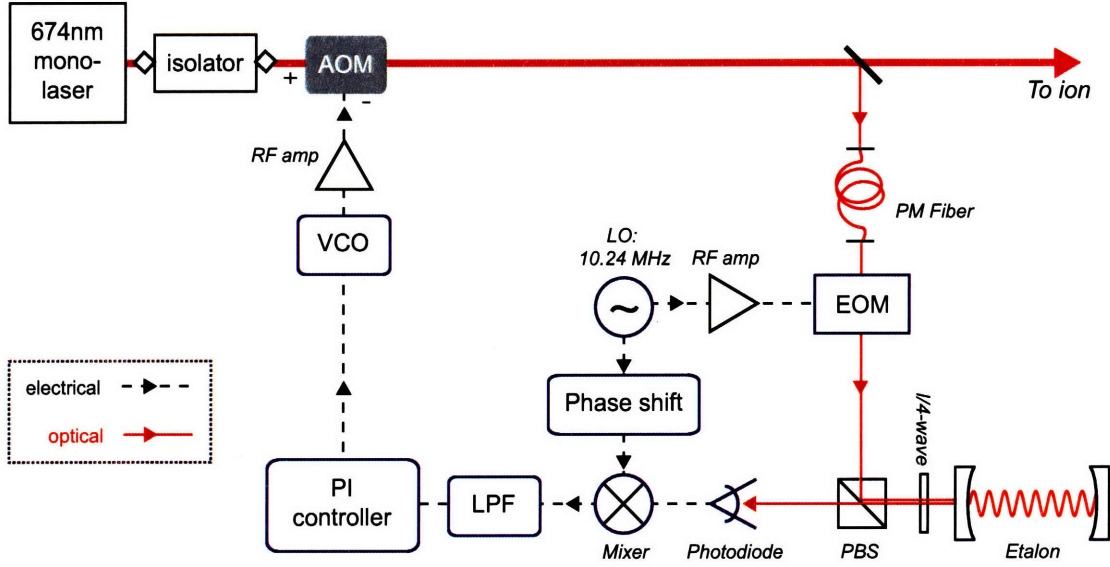 674nm
mono-
laser
isolator
+
AOM
-
To ion
RF amp
PM Fiber
VCO
LO:
10.24 MHz
RF amp
~
EOM
electrical
optical
Phase shift
l/4-wave
PI
controller
LPF
Mixer
Photodiode
PBS
Etalon